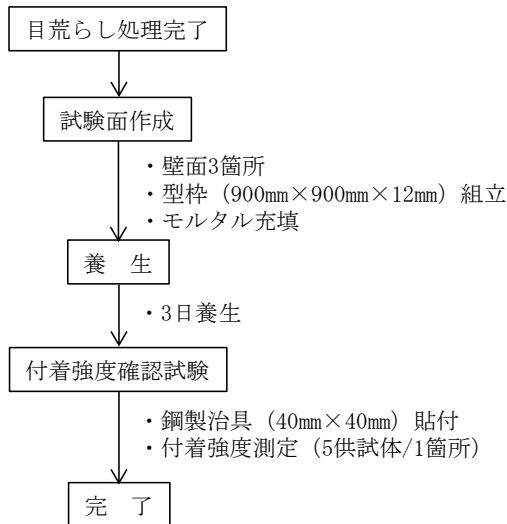 目荒らし処理完了
試験面作成
・壁面3箇所
・型枠（900㎜×900㎜×12㎜）組立
・モルタル充填
養　生
・3日養生
付着強度確認試験
・鋼製治具（40㎜×40㎜）貼付
・付着強度測定（5供試体/1箇所）
完　了